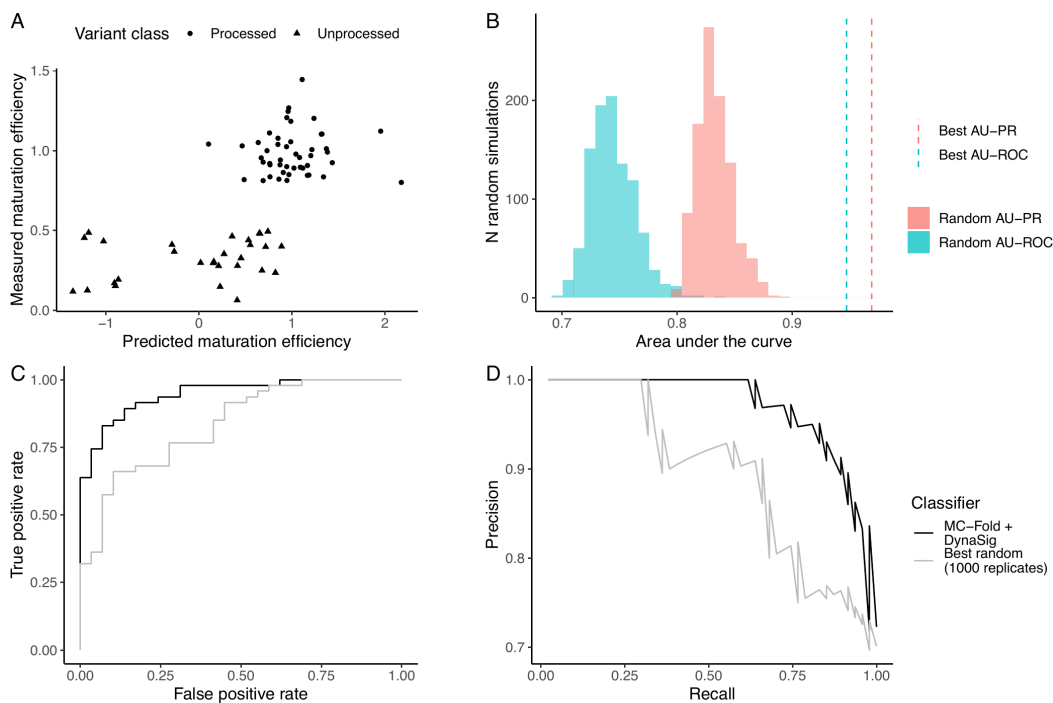 A
Variant class
Processed
Unprocessed
Measured maturation efficiency
1.5
1.0
0.5
0.0
−1
0
1
2
Predicted maturation efficiency
B
N random simulations
200
100
0
0.7
0.8
0.9
Area under the curve
Best AU−PR
Best AU−ROC
Random AU−PR
Random AU−ROC
C
True positive rate
1.00
0.75
0.50
0.25
0.00
0.00
0.25
0.50
0.75
1.00
False positive rate
D
Precision
1.0
0.9
0.8
0.7
0.00
0.25
0.50
0.75
1.00
Recall
Classifier
MC−Fold +
DynaSig
Best random
(1000 replicates)